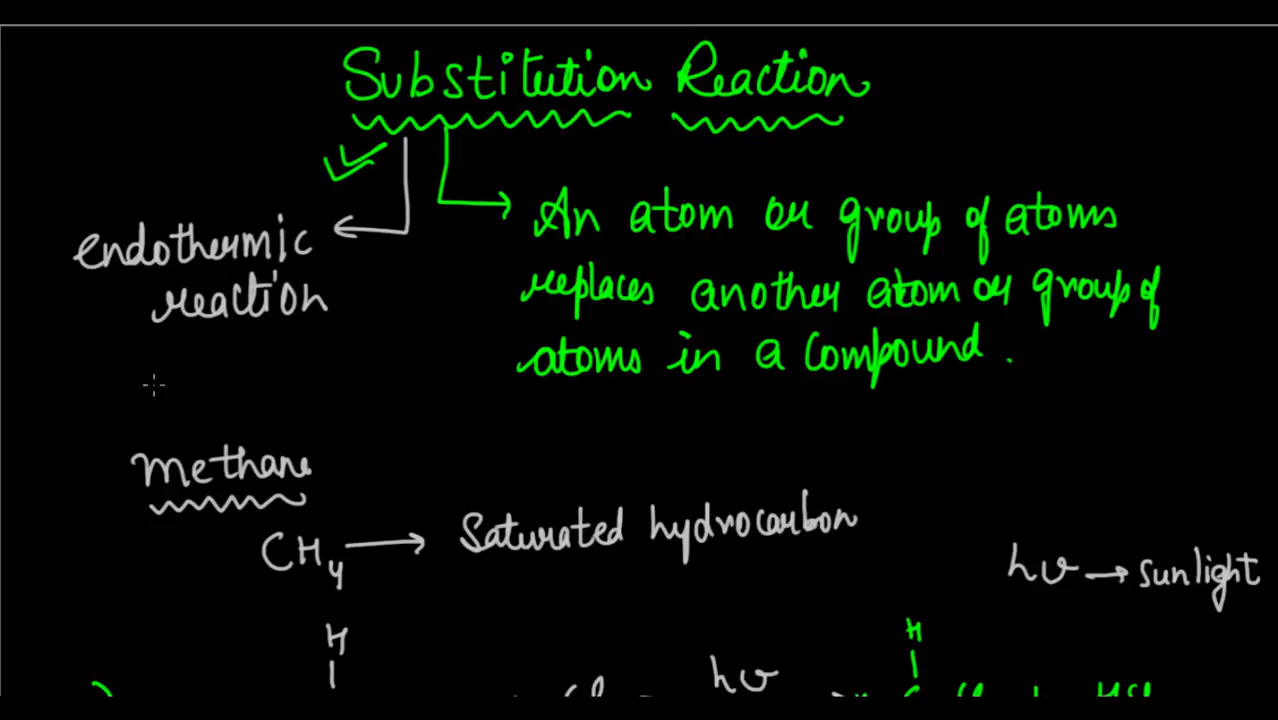 Substitution Reaction
endothermic
reaction
An atom or group of atoms
replaces another atom or group of
atoms in a compound.
methane
CH4 → Saturated hydrocarbon
hν → sunlight
H
H
hν